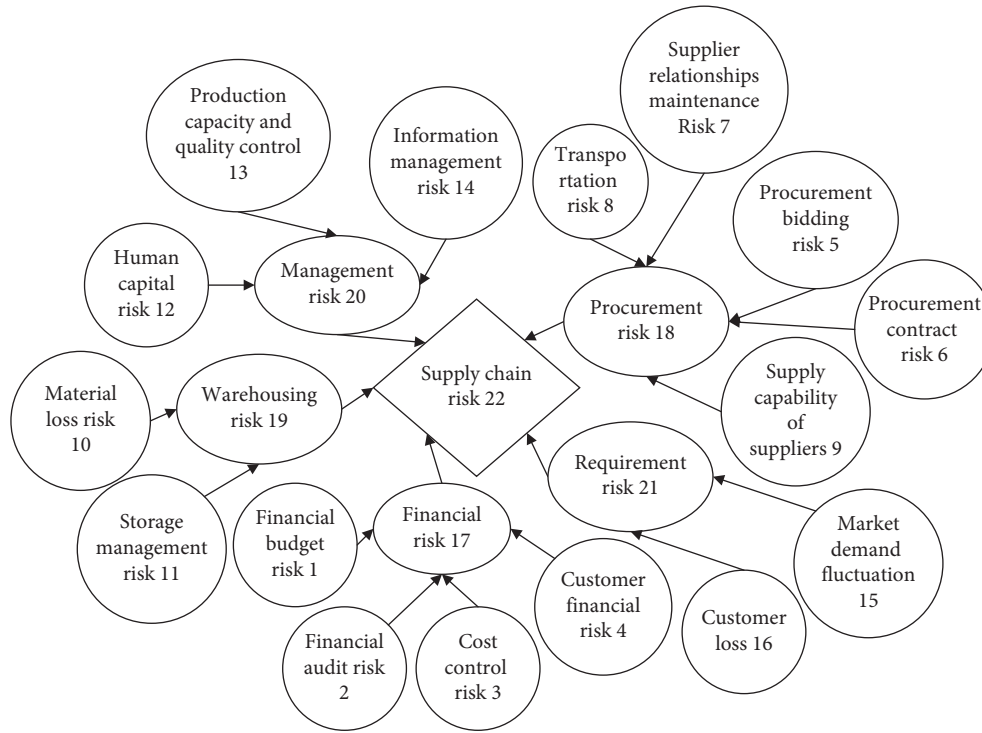 Supplier
relationships
maintenance
Risk 7
Production
capacity and
quality control
13
Information
management
risk 14
Transpo
rtation
risk 8
Procurement
bidding
risk 5
Human
capital
risk 12
Management
risk 20
Procurement
risk 18
Procurement
contract
risk 6
Supply chain
risk 22
Material
loss risk
10
Warehousing
risk 19
Supply
capability
of
suppliers 9
Requirement
risk 21
Storage
management
risk 11
Financial
budget
risk 1
Financial
risk 17
Market
demand
fluctuation
15
Customer
financial
risk 4
Customer
loss 16
Financial
audit risk
2
Cost
control
risk 3